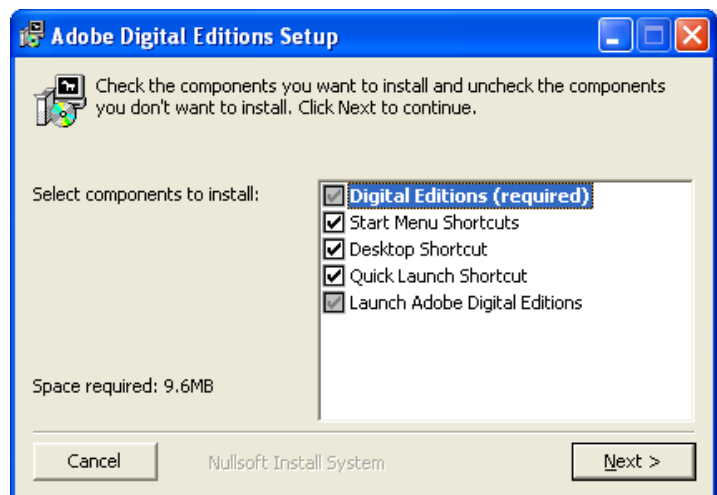 Adobe Digital Editions Setup
Check the components you want to install and uncheck the components
you don't want to install. Click Next to continue.
Select components to install:
Digital Editions (required)
Start Menu Shortcuts
Desktop Shortcut
Quick Launch Shortcut
Launch Adobe Digital Editions
Space required: 9.6MB
Cancel
Nullsoft Install System
Next >